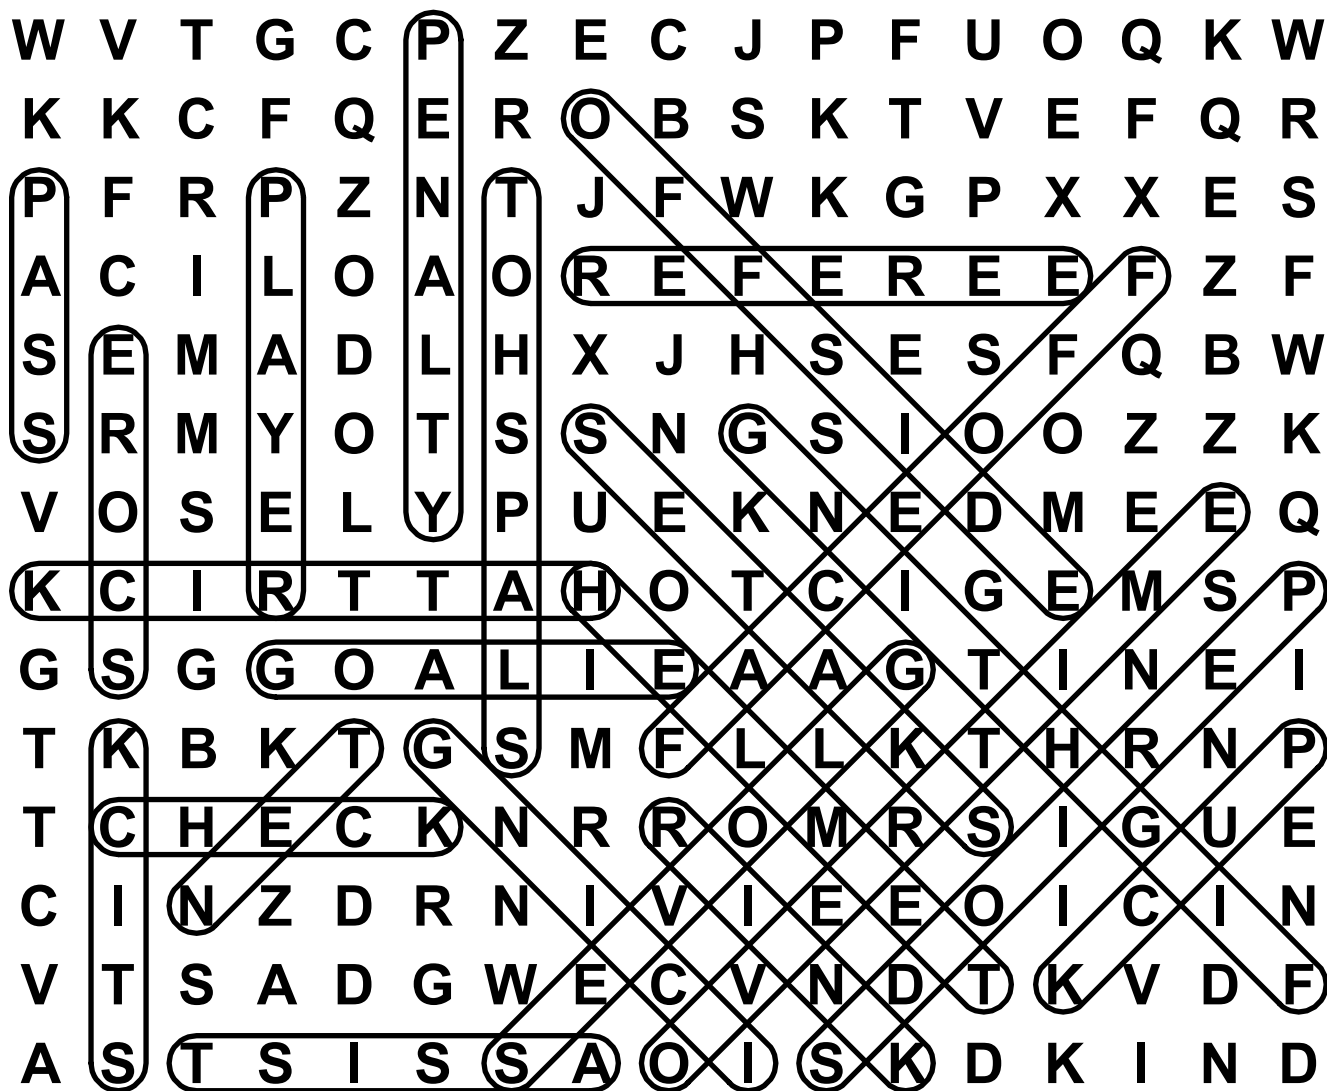 W V T G C P Z E C J P F U O Q K W
K K C F Q E R O B S K T V E F Q R
P F R P Z N T J F W K G P X X E S
A C I L O A O R E F E R E E F Z F
S E M A D L H X J H S E S F Q B W
S R M Y O T S S N G S I O O Z Z K
V O S E L Y P U E K N E D M E E Q
K C I R T T A H O T C I G E M S P
G S G G O A L I E A A G T I N E I
T K B K T G S M F L L K T H R N P
T C H E C K N R R O M R S I G U E
C I N Z D R N I V I E E O I C I N
V T S A D G W E C V N D T K V D F
A S T S I S S A O I S K D K I N D